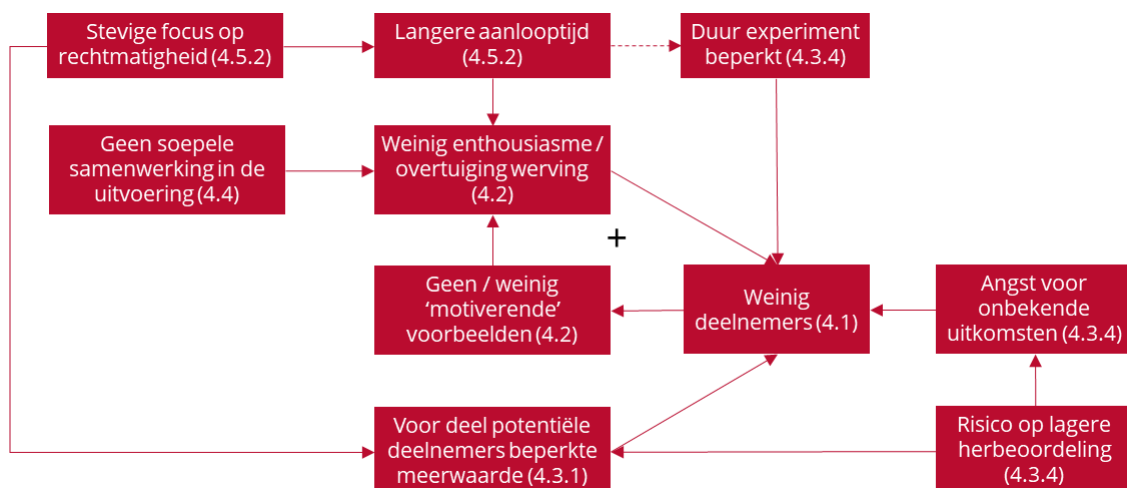 Stevige focus op
rechtmatigheid (4.5.2)
Langere aanlooptijd
(4.5.2)
Duur experiment
beperkt (4.3.4)
Geen soepele
samenwerking in de
uitvoering (4.4)
Weinig enthousiasme /
overtuiging werving
(4.2)
+
Geen / weinig
‘motiverende’
voorbeelden (4.2)
Weinig
deelnemers (4.1)
Angst voor
onbekende
uitkomsten (4.3.4)
Voor deel potentiële
deelnemers beperkte
meerwaarde (4.3.1)
Risico op lagere
herbeoordeling
(4.3.4)